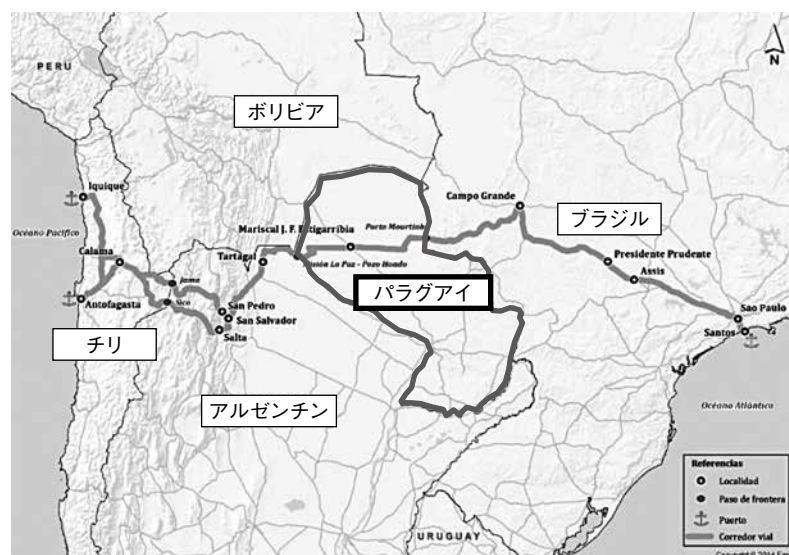 PERU
N
ボリビア
Iquique
Campo Grande
Mariscal J. F. Estigarribia
Porto Mourtinho
ブラジル
Océano Pacífico
Calama
Tartagal
Misión La Paz - Pozo Hondo
Presidente Prudente
Jama
Assis
パラグアイ
Antofagasta
Sico
San Pedro
San Salvador
Sao Paulo
チリ
Salta
Santos
アルゼンチン
Océano Atlántico
Referencias
Localidad
Paso de frontera
Puerto
URUGUAY
Corredor vial